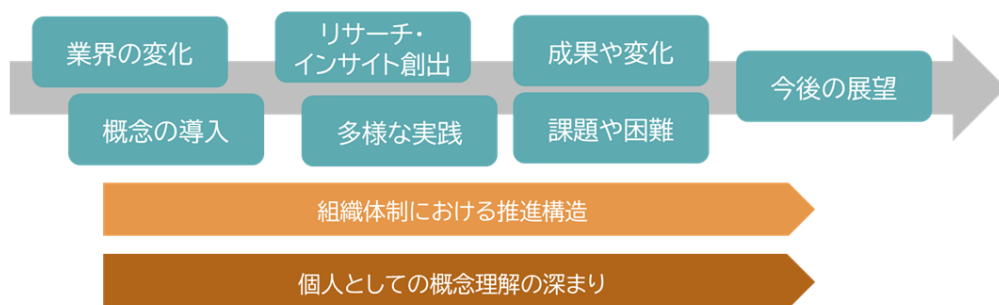 業界の変化
概念の導入
リサーチ・
インサイト創出
多様な実践
成果や変化
課題や困難
今後の展望
組織体制における推進構造
個人としての概念理解の深まり